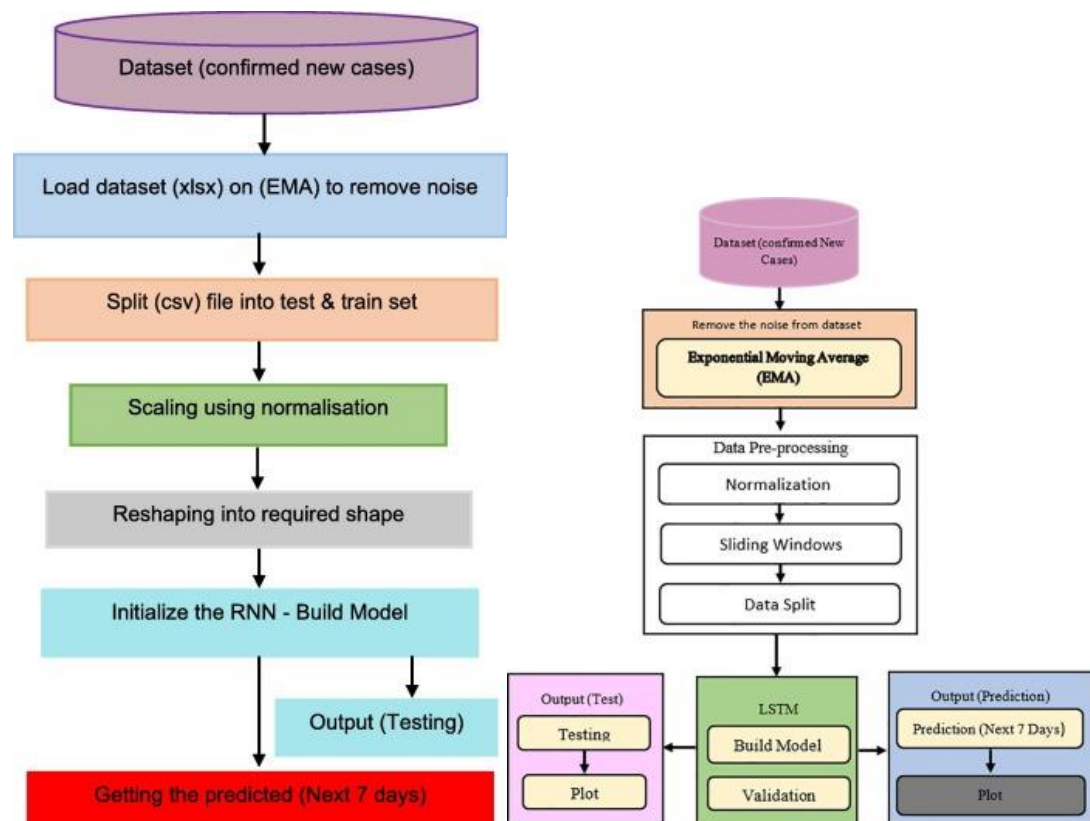 Dataset (confirmed new cases)
Load dataset (xlsx) on (EMA) to remove noise
Split (csv) file into test & train set
Scaling using normalisation
Reshaping into required shape
Initialize the RNN - Build Model
Output (Testing)
Getting the predicted (Next 7 days)
Dataset (confirmed New
Cases)
Remove the noise from dataset
Exponential Moving Average
(EMA)
Data Pre-processing
Normalization
Sliding Windows
Data Split
Output (Test)
Testing
Plot
LSTM
Build Model
Validation
Output (Prediction)
Prediction (Next 7 Days)
Plot